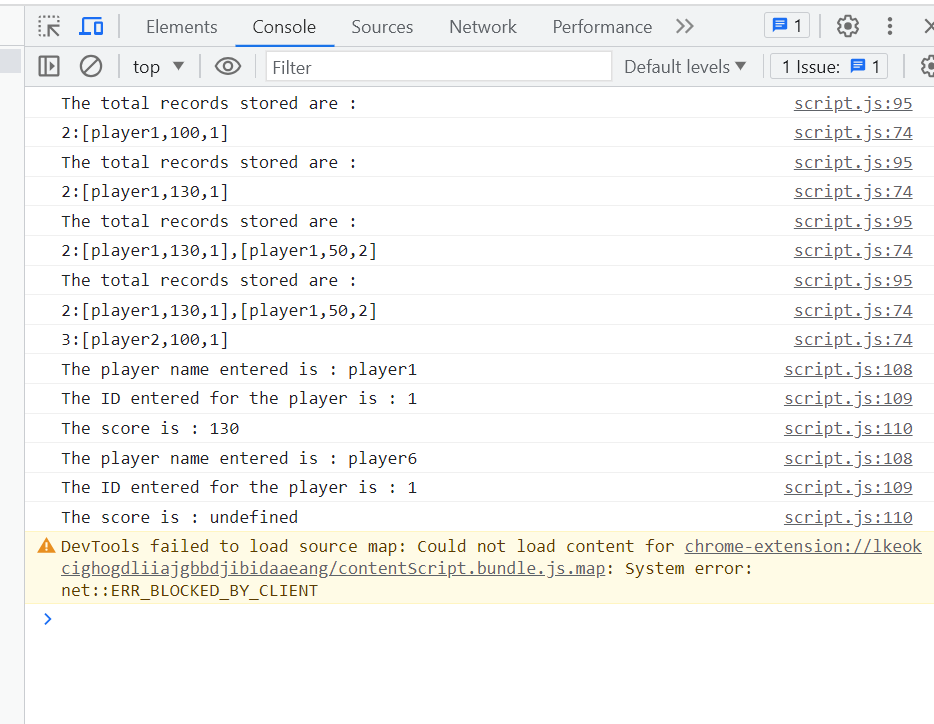 Elements Console Sources Network Performance 1
top Filter Default levels 1 Issue: 1
The total records stored are : script.js:95
2:[player1,100,1] script.js:74
The total records stored are : script.js:95
2:[player1,130,1] script.js:74
The total records stored are : script.js:95
2:[player1,130,1],[player1,50,2] script.js:74
The total records stored are : script.js:95
2:[player1,130,1],[player1,50,2] script.js:74
3:[player2,100,1] script.js:74
The player name entered is : player1 script.js:108
The ID entered for the player is : 1 script.js:109
The score is : 130 script.js:110
The player name entered is : player6 script.js:108
The ID entered for the player is : 1 script.js:109
The score is : undefined script.js:110
DevTools failed to load source map: Could not load content for chrome-extension://lkeok
cighogdliiajgbbdjibidaaeang/contentScript.bundle.js.map: System error:
net::ERR_BLOCKED_BY_CLIENT